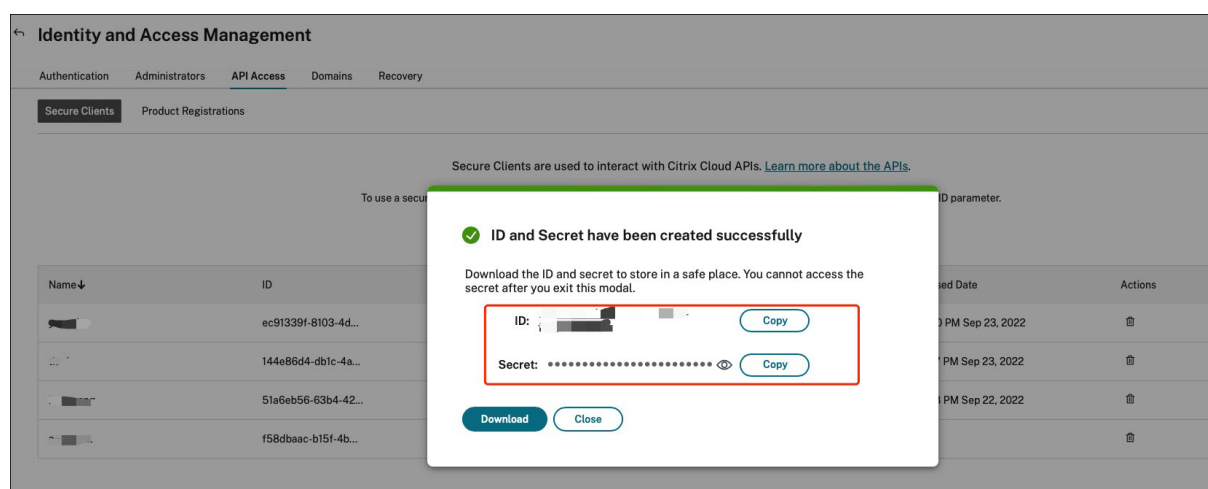 Identity and Access Management
Authentication Administrators API Access Domains Recovery
Secure Clients Product Registrations
Secure Clients are used to interact with Citrix Cloud APIs. Learn more about the APIs.
To use a secu ID parameter.
ID and Secret have been created successfully
Download the ID and secret to store in a safe place. You cannot access the
secret after you exit this modal.
ID: Copy
Secret: •••••••••••••••••••••••• Copy
Download Close
Name↓ ID sed Date Actions
ec91339f-8103-4d... PM Sep 23, 2022
144e86d4-db1c-4a... PM Sep 23, 2022
51a6eb56-63b4-42... PM Sep 22, 2022
f58dbaac-b15f-4b...